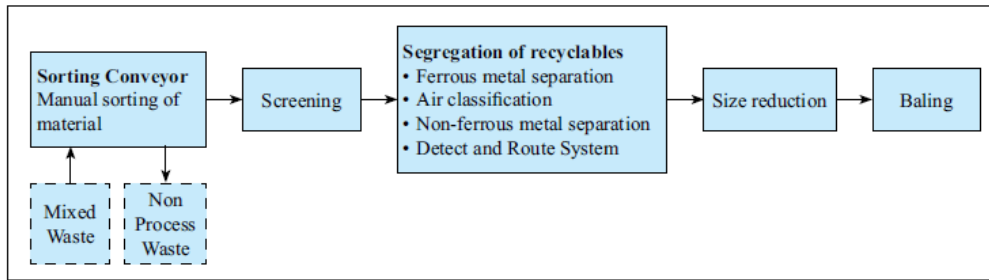 Sorting Conveyor
Manual sorting of
material
Mixed
Waste
Non
Process
Waste
Screening
Segregation of recyclables
• Ferrous metal separation
• Air classification
• Non-ferrous metal separation
• Detect and Route System
Size reduction
Baling